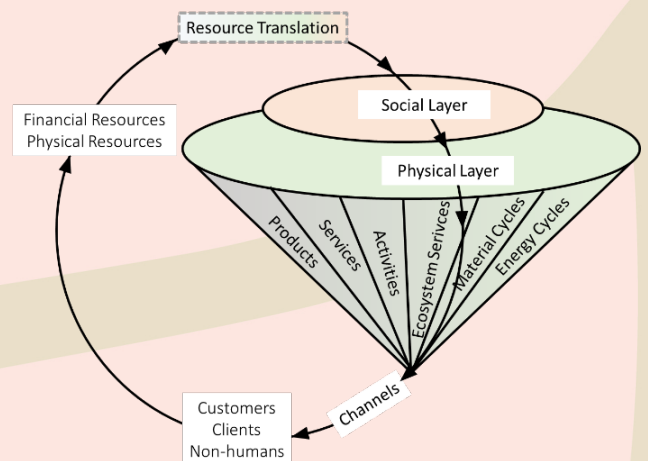 Resource Translation
Social Layer
Financial Resources
Physical Resources
Physical Layer
Products
Services
Activities
Ecosystem Serivces
Material Cycles
Energy Cycles
Channels
Customers
Clients
Non-humans